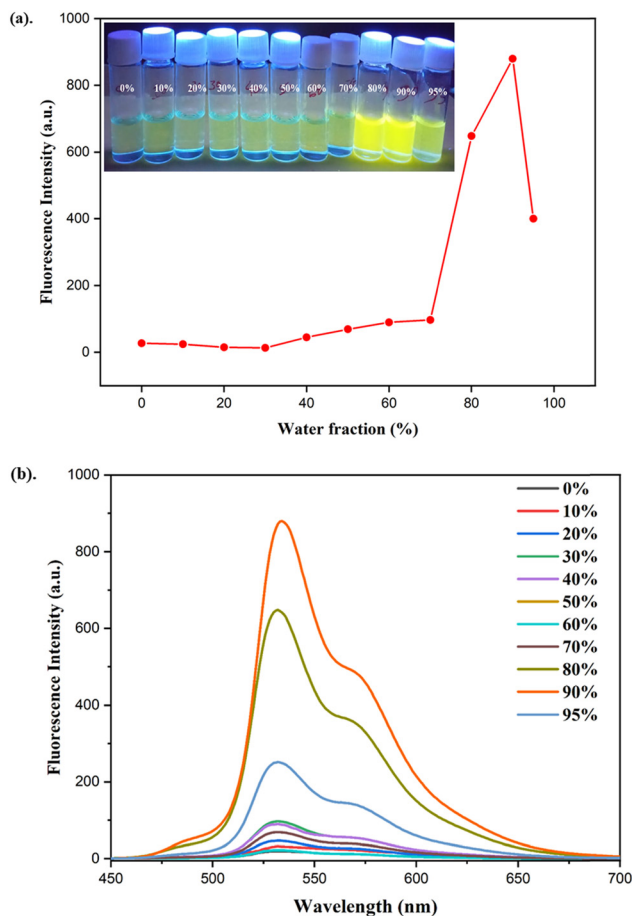 (a).
1000
800
600
400
200
0
0% 10% 20% 30% 40% 50% 60% 70% 80% 90% 95%
Fluorescence Intensity (a.u.)
0 20 40 60 80 100
Water fraction (%)
(b).
1000
800
600
400
200
0
0%
10%
20%
30%
40%
50%
60%
70%
80%
90%
95%
Fluorescence Intensity (a.u.)
450 500 550 600 650 700
Wavelength (nm)